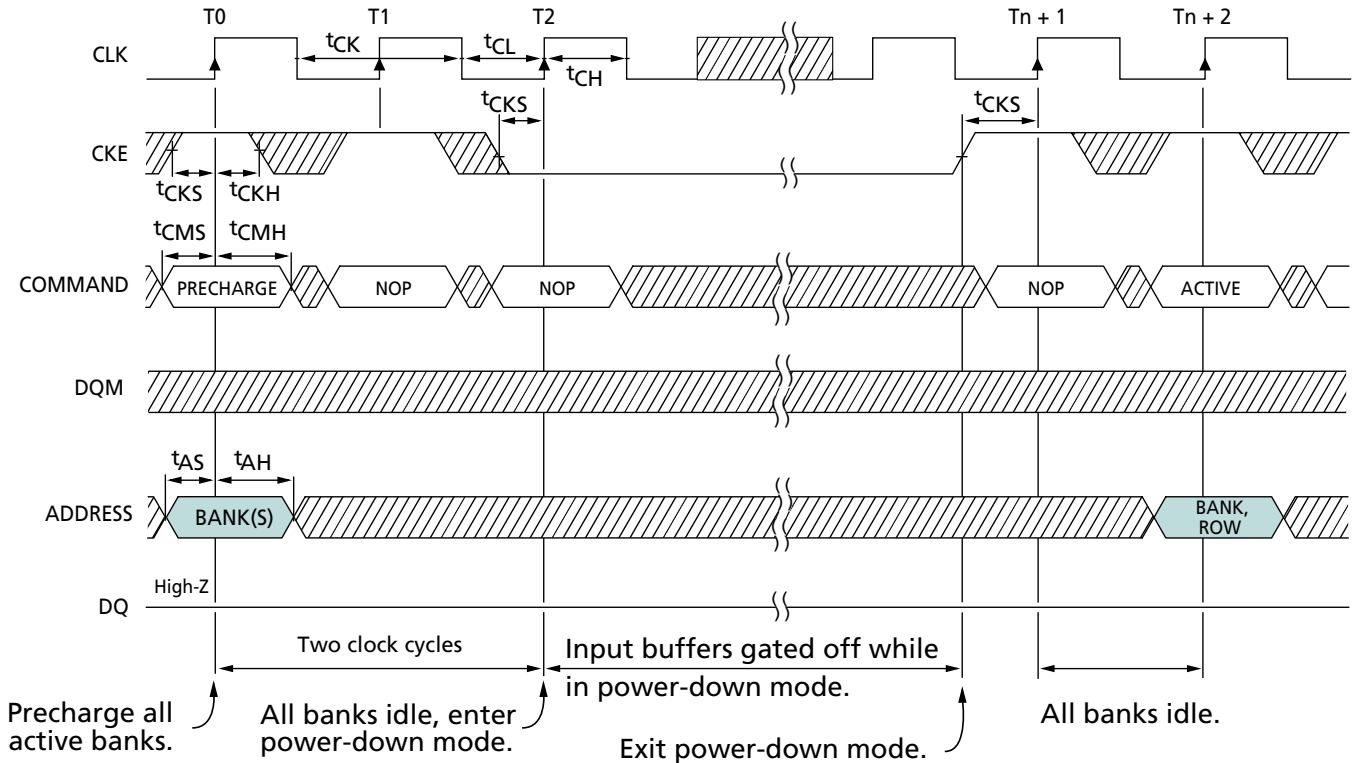 T0 T1 T2 Tn + 1 Tn + 2
CLK
tCK tCL
tCH
tCKS tCKS
CKE
tCKS tCKH
tCMS tCMH
COMMAND PRECHARGE NOP NOP NOP ACTIVE
DQM
tAS tAH
ADDRESS BANK(S) BANK,
ROW
High-Z
DQ
Two clock cycles
Input buffers gated off while
in power-down mode.
Precharge all
active banks.
All banks idle, enter
power-down mode.
Exit power-down mode.
All banks idle.